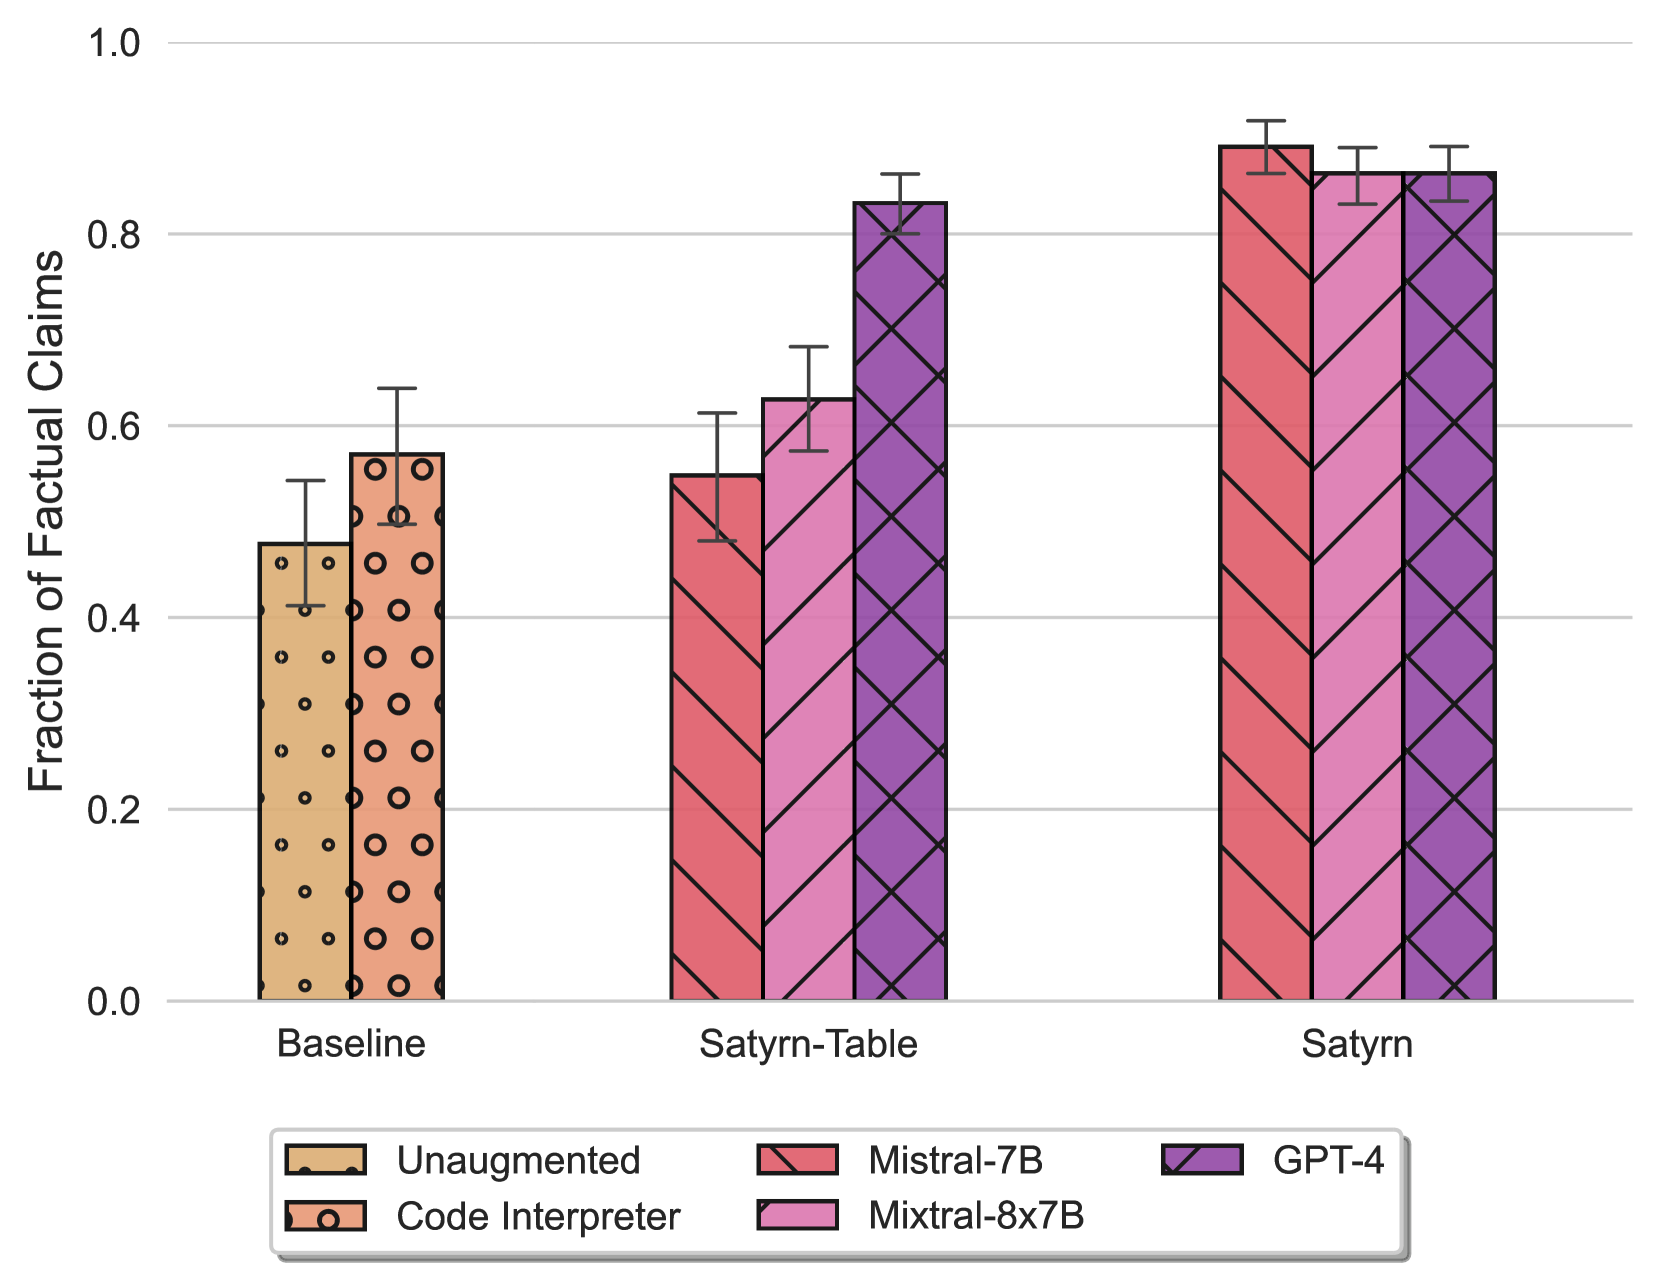 1.0
0.8
0.6
0.4
0.2
0.0
Fraction of Factual Claims
Baseline
Satyrn-Table
Satyrn
Unaugmented
Code Interpreter
Mistral-7B
Mixtral-8x7B
GPT-4